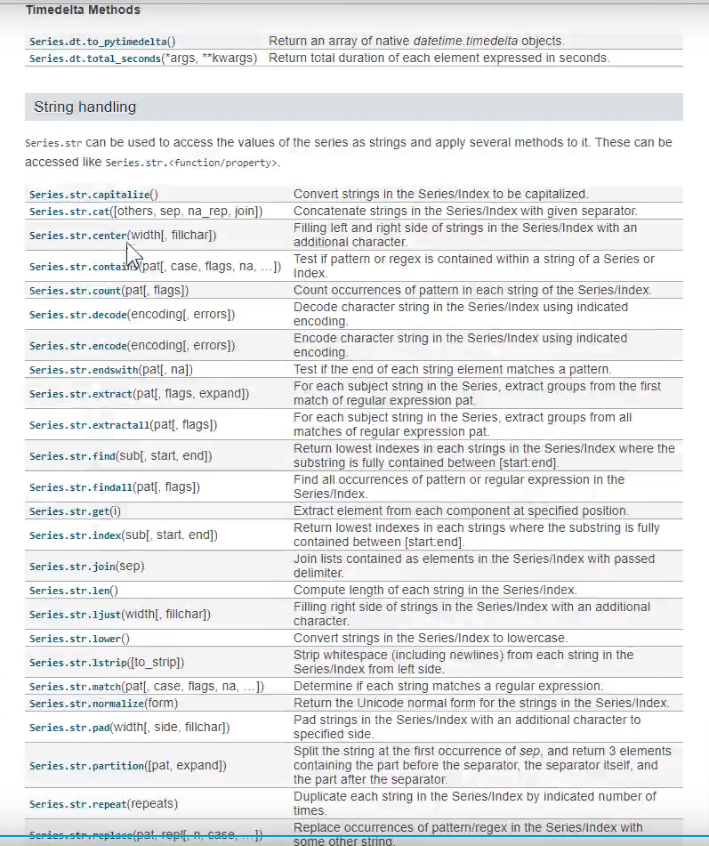 Timedelta Methods
Series.dt.to_pytimedelta() Return an array of native datetime.timedelta objects.
Series.dt.total_seconds(*args, **kwargs) Return total duration of each element expressed in seconds.
String handling
Series.str can be used to access the values of the series as strings and apply several methods to it. These can be
accessed like Series.str.<function/property>.
Series.str.capitalize() Convert strings in the Series/Index to be capitalized.
Series.str.cat([others, sep, na_rep, join]) Concatenate strings in the Series/Index with given separator.
Series.str.center(width[, fillchar]) Filling left and right side of strings in the Series/Index with an
additional character.
Series.str.contains(pat[, case, flags, na, ...]) Test if pattern or regex is contained within a string of a Series or
Index.
Series.str.count(pat[, flags]) Count occurrences of pattern in each string of the Series/Index.
Series.str.decode(encoding[, errors]) Decode character string in the Series/Index using indicated
encoding.
Series.str.encode(encoding[, errors]) Encode character string in the Series/Index using indicated
encoding.
Series.str.endswith(pat[, na]) Test if the end of each string element matches a pattern.
Series.str.extract(pat[, flags, expand]) For each subject string in the Series, extract groups from the first
match of regular expression pat.
Series.str.extractall(pat[, flags]) For each subject string in the Series, extract groups from all
matches of regular expression pat.
Series.str.find(sub[, start, end]) Return lowest indexes in each strings in the Series/Index where the
substring is fully contained between [start:end].
Series.str.findall(pat[, flags]) Find all occurrences of pattern or regular expression in the
Series/Index.
Series.str.get(i) Extract element from each component at specified position.
Series.str.index(sub[, start, end]) Return lowest indexes in each strings where the substring is fully
contained between [start:end].
Series.str.join(sep) Join lists contained as elements in the Series/Index with passed
delimiter.
Series.str.len() Compute length of each string in the Series/Index.
Series.str.ljust(width[, fillchar]) Filling right side of strings in the Series/Index with an additional
character.
Series.str.lower() Convert strings in the Series/Index to lowercase.
Series.str.lstrip([to_strip]) Strip whitespace (including newlines) from each string in the
Series/Index from left side.
Series.str.match(pat[, case, flags, na, ...]) Determine if each string matches a regular expression.
Series.str.normalize(form) Return the Unicode normal form for the strings in the Series/Index.
Series.str.pad(width[, side, fillchar]) Pad strings in the Series/Index with an additional character to
specified side.
Series.str.partition([pat, expand]) Split the string at the first occurrence of sep, and return 3 elements
containing the part before the separator, the separator itself, and
the part after the separator.
Series.str.repeat(repeats) Duplicate each string in the Series/Index by indicated number of
times.
Series.str.replace(pat, repl[, n, case, ...]) Replace occurrences of pattern/regex in the Series/Index with
some other string.